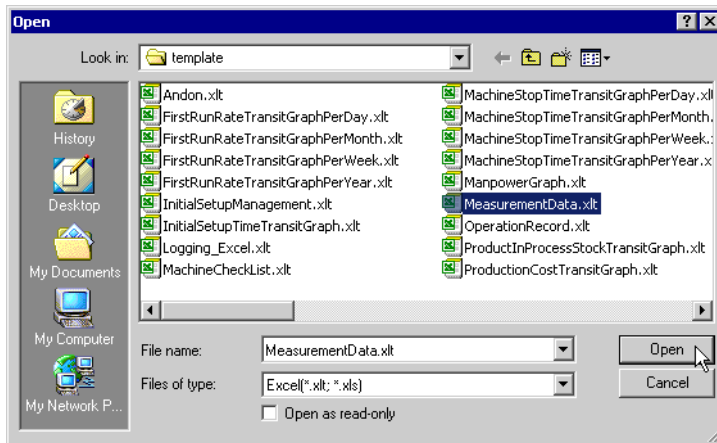 Open
Look in:
template
History
Desktop
My Documents
My Computer
My Network P...
Andon.xlt
FirstRunRateTransitGraphPerDay.xlt
FirstRunRateTransitGraphPerMonth.xlt
FirstRunRateTransitGraphPerWeek.xlt
FirstRunRateTransitGraphPerYear.xlt
InitialSetupManagement.xlt
InitialSetupTimeTransitGraph.xlt
Logging_Excel.xlt
MachineCheckList.xlt
MachineStopTimeTransitGraphPerDay.xlt
MachineStopTimeTransitGraphPerMonth.
MachineStopTimeTransitGraphPerWeek.
MachineStopTimeTransitGraphPerYear.x
ManpowerGraph.xlt
MeasurementData.xlt
OperationRecord.xlt
ProductInProcessStockTransitGraph.xlt
ProductionCostTransitGraph.xlt
File name:
MeasurementData.xlt
Open
Files of type:
Excel(*.xlt; *.xls)
Cancel
Open as read-only